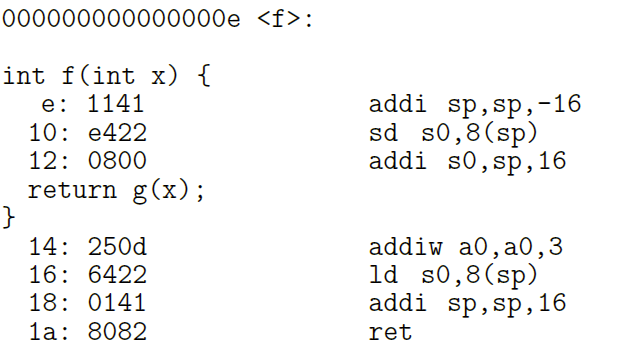 000000000000000e <f>:
int f(int x) {
e: 1141 addi sp,sp,-16
10: e422 sd s0,8(sp)
12: 0800 addi s0,sp,16
return g(x);
}
14: 250d addiw a0,a0,3
16: 6422 ld s0,8(sp)
18: 0141 addi sp,sp,16
1a: 8082 ret